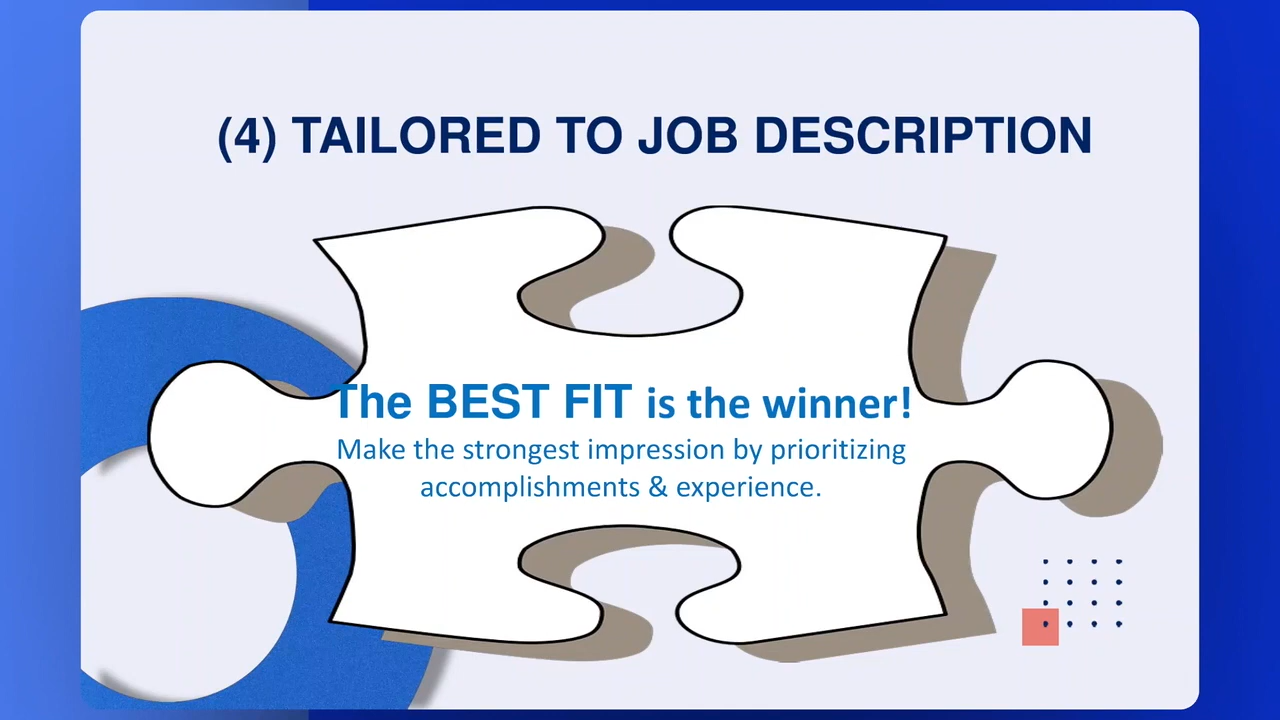 (4) TAILORED TO JOB DESCRIPTION
The BEST FIT is the winner!
Make the strongest impression by prioritizing
accomplishments & experience.